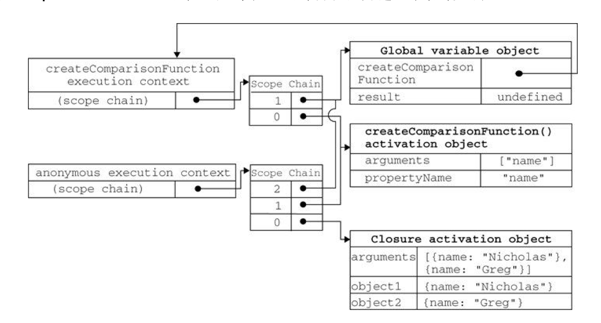 Global variable object
createComparison
Function
result undefined
createComparisonFunction
execution context
(scope chain)
Scope Chain
1
0
createComparisonFunction()
activation object
arguments ["name"]
propertyName "name"
anonymous execution context
(scope chain)
Scope Chain
2
1
0
Closure activation object
arguments [{name: "Nicholas"},
{name: "Greg"}]
object1 {name: "Nicholas"}
object2 {name: "Greg"}